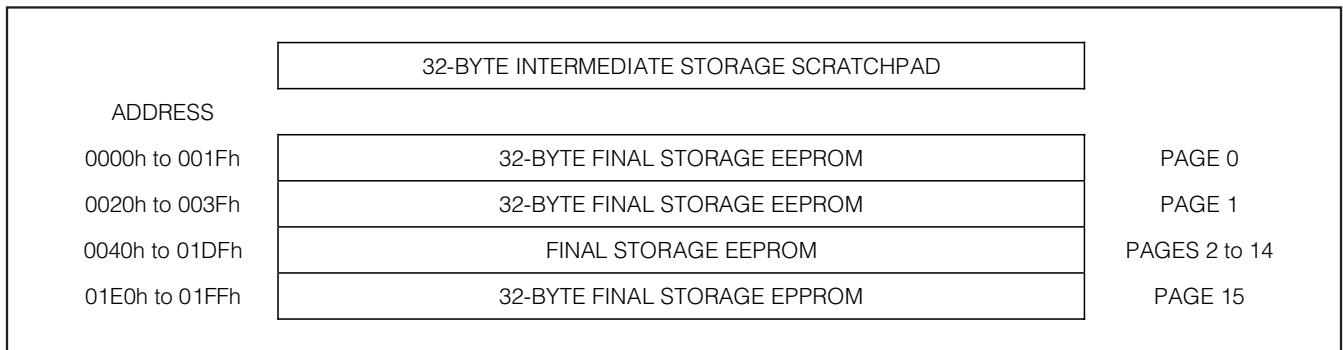 32-BYTE INTERMEDIATE STORAGE SCRATCHPAD
ADDRESS
0000h to 001Fh 32-BYTE FINAL STORAGE EEPROM PAGE 0
0020h to 003Fh 32-BYTE FINAL STORAGE EEPROM PAGE 1
0040h to 01DFh FINAL STORAGE EEPROM PAGES 2 to 14
01E0h to 01FFh 32-BYTE FINAL STORAGE EPPROM PAGE 15